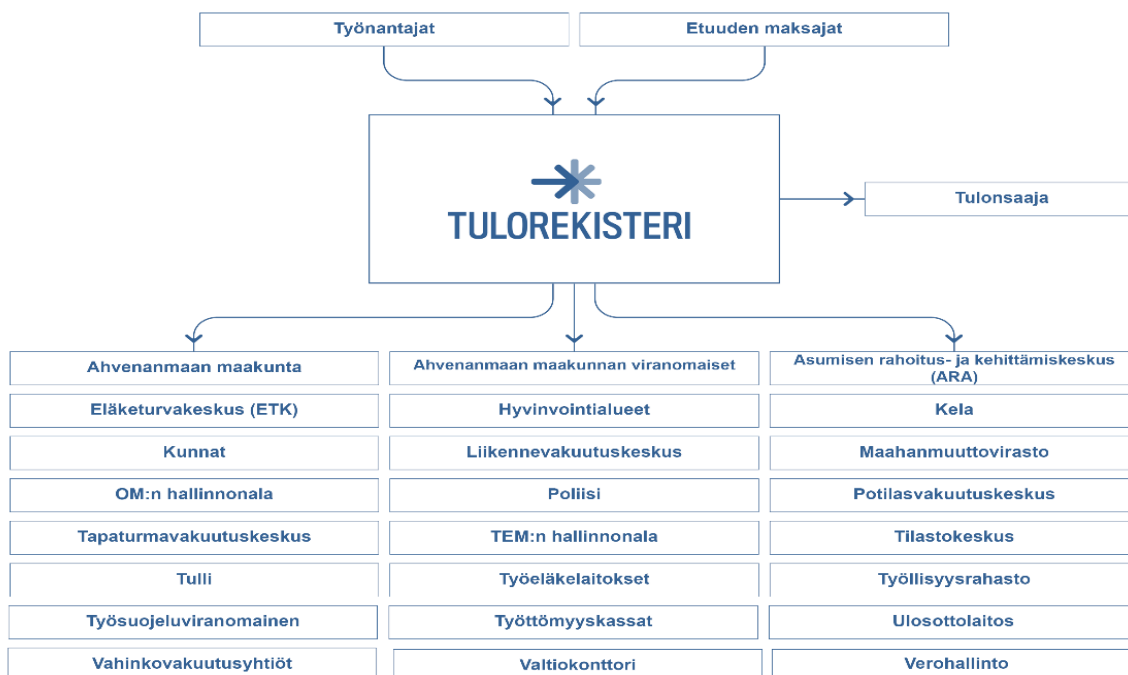 Työnantajat
Etuuden maksajat
TULOREKISTERI
Tulonsaaja
Ahvenanmaan maakunta
Ahvenanmaan maakunnan viranomaiset
Asumisen rahoitus- ja kehittämiskeskus
(ARA)
Eläketurvakeskus (ETK)
Hyvinvointialueet
Kela
Kunnat
Liikennevakuutuskeskus
Maahanmuuttovirasto
OM:n hallinnonala
Poliisi
Potilasvakuutuskeskus
Tapaturmavakuutuskeskus
TEM:n hallinnonala
Tilastokeskus
Tulli
Työeläkelaitokset
Työllisyysrahasto
Työsuojeluviranomainen
Työttömyyskassat
Ulosottolaitos
Vahinkovakuutusyhtiöt
Valtiokonttori
Verohallinto